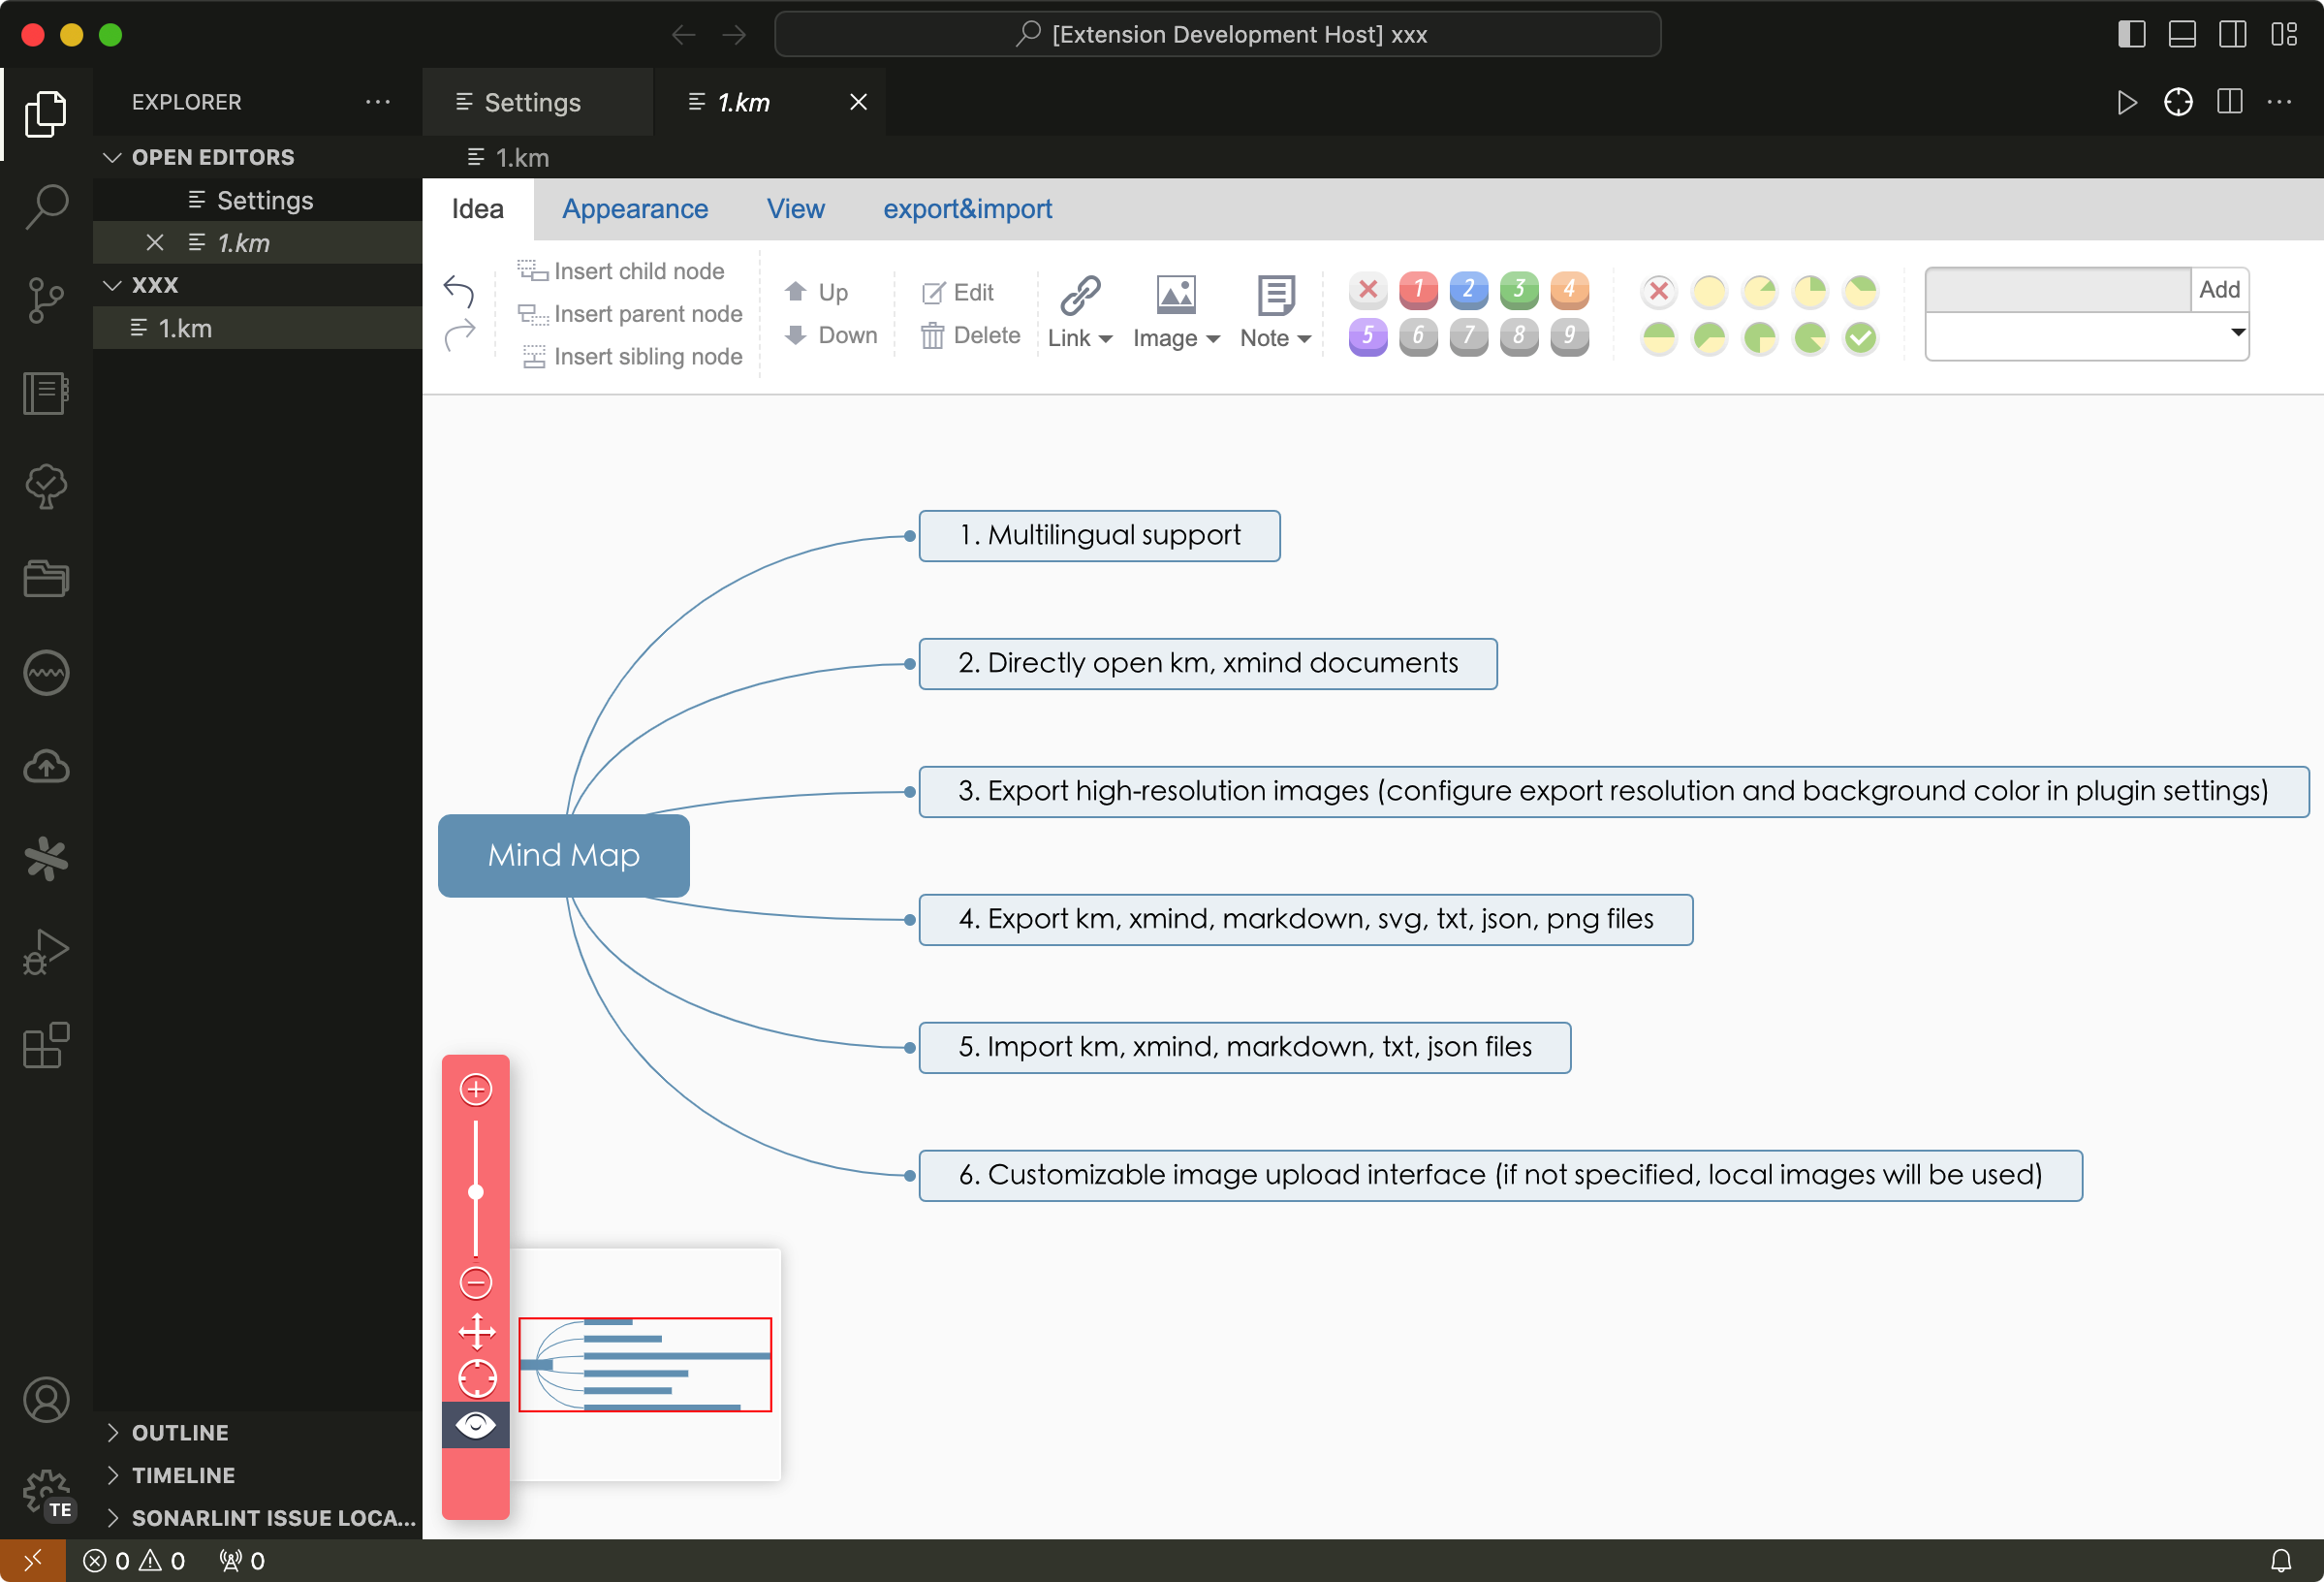 [Extension Development Host] xxx
EXPLORER
Settings
1.km
OPEN EDITORS
1.km
Settings
1.km
XXX
1.km
Idea
Appearance
View
export&import
Insert child node
Insert parent node
Insert sibling node
Up
Down
Edit
Delete
Link
Image
Note
1
2
3
4
5
6
7
8
9
Add
1. Multilingual support
2. Directly open km, xmind documents
3. Export high-resolution images (configure export resolution and background color in plugin settings)
Mind Map
4. Export km, xmind, markdown, svg, txt, json, png files
5. Import km, xmind, markdown, txt, json files
6. Customizable image upload interface (if not specified, local images will be used)
OUTLINE
TIMELINE
SONARLINT ISSUE LOCA...
TE
0
0
0